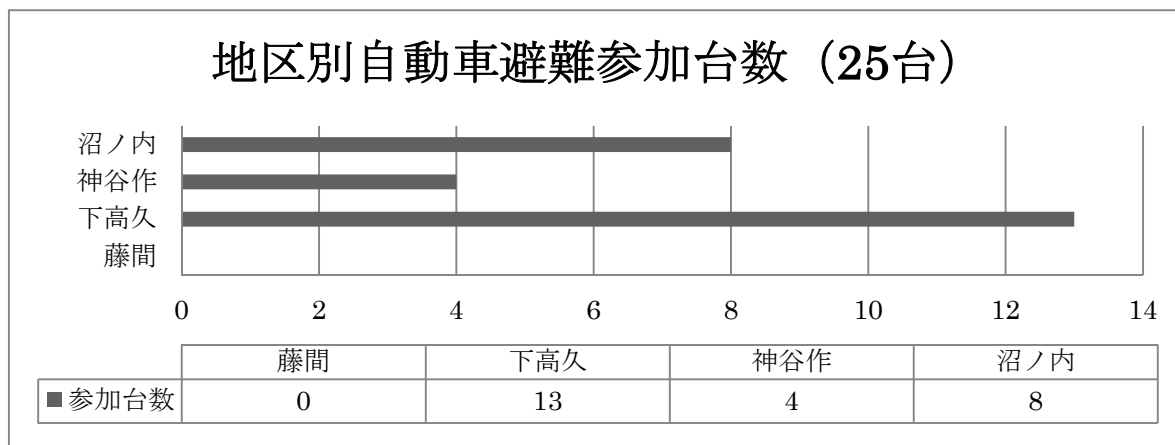 地区別自動車避難参加台数（25台）
沼ノ内
神谷作
下高久
藤間
0 2 4 6 8 10 12 14
藤間 下高久 神谷作 沼ノ内
参加台数 0 13 4 8